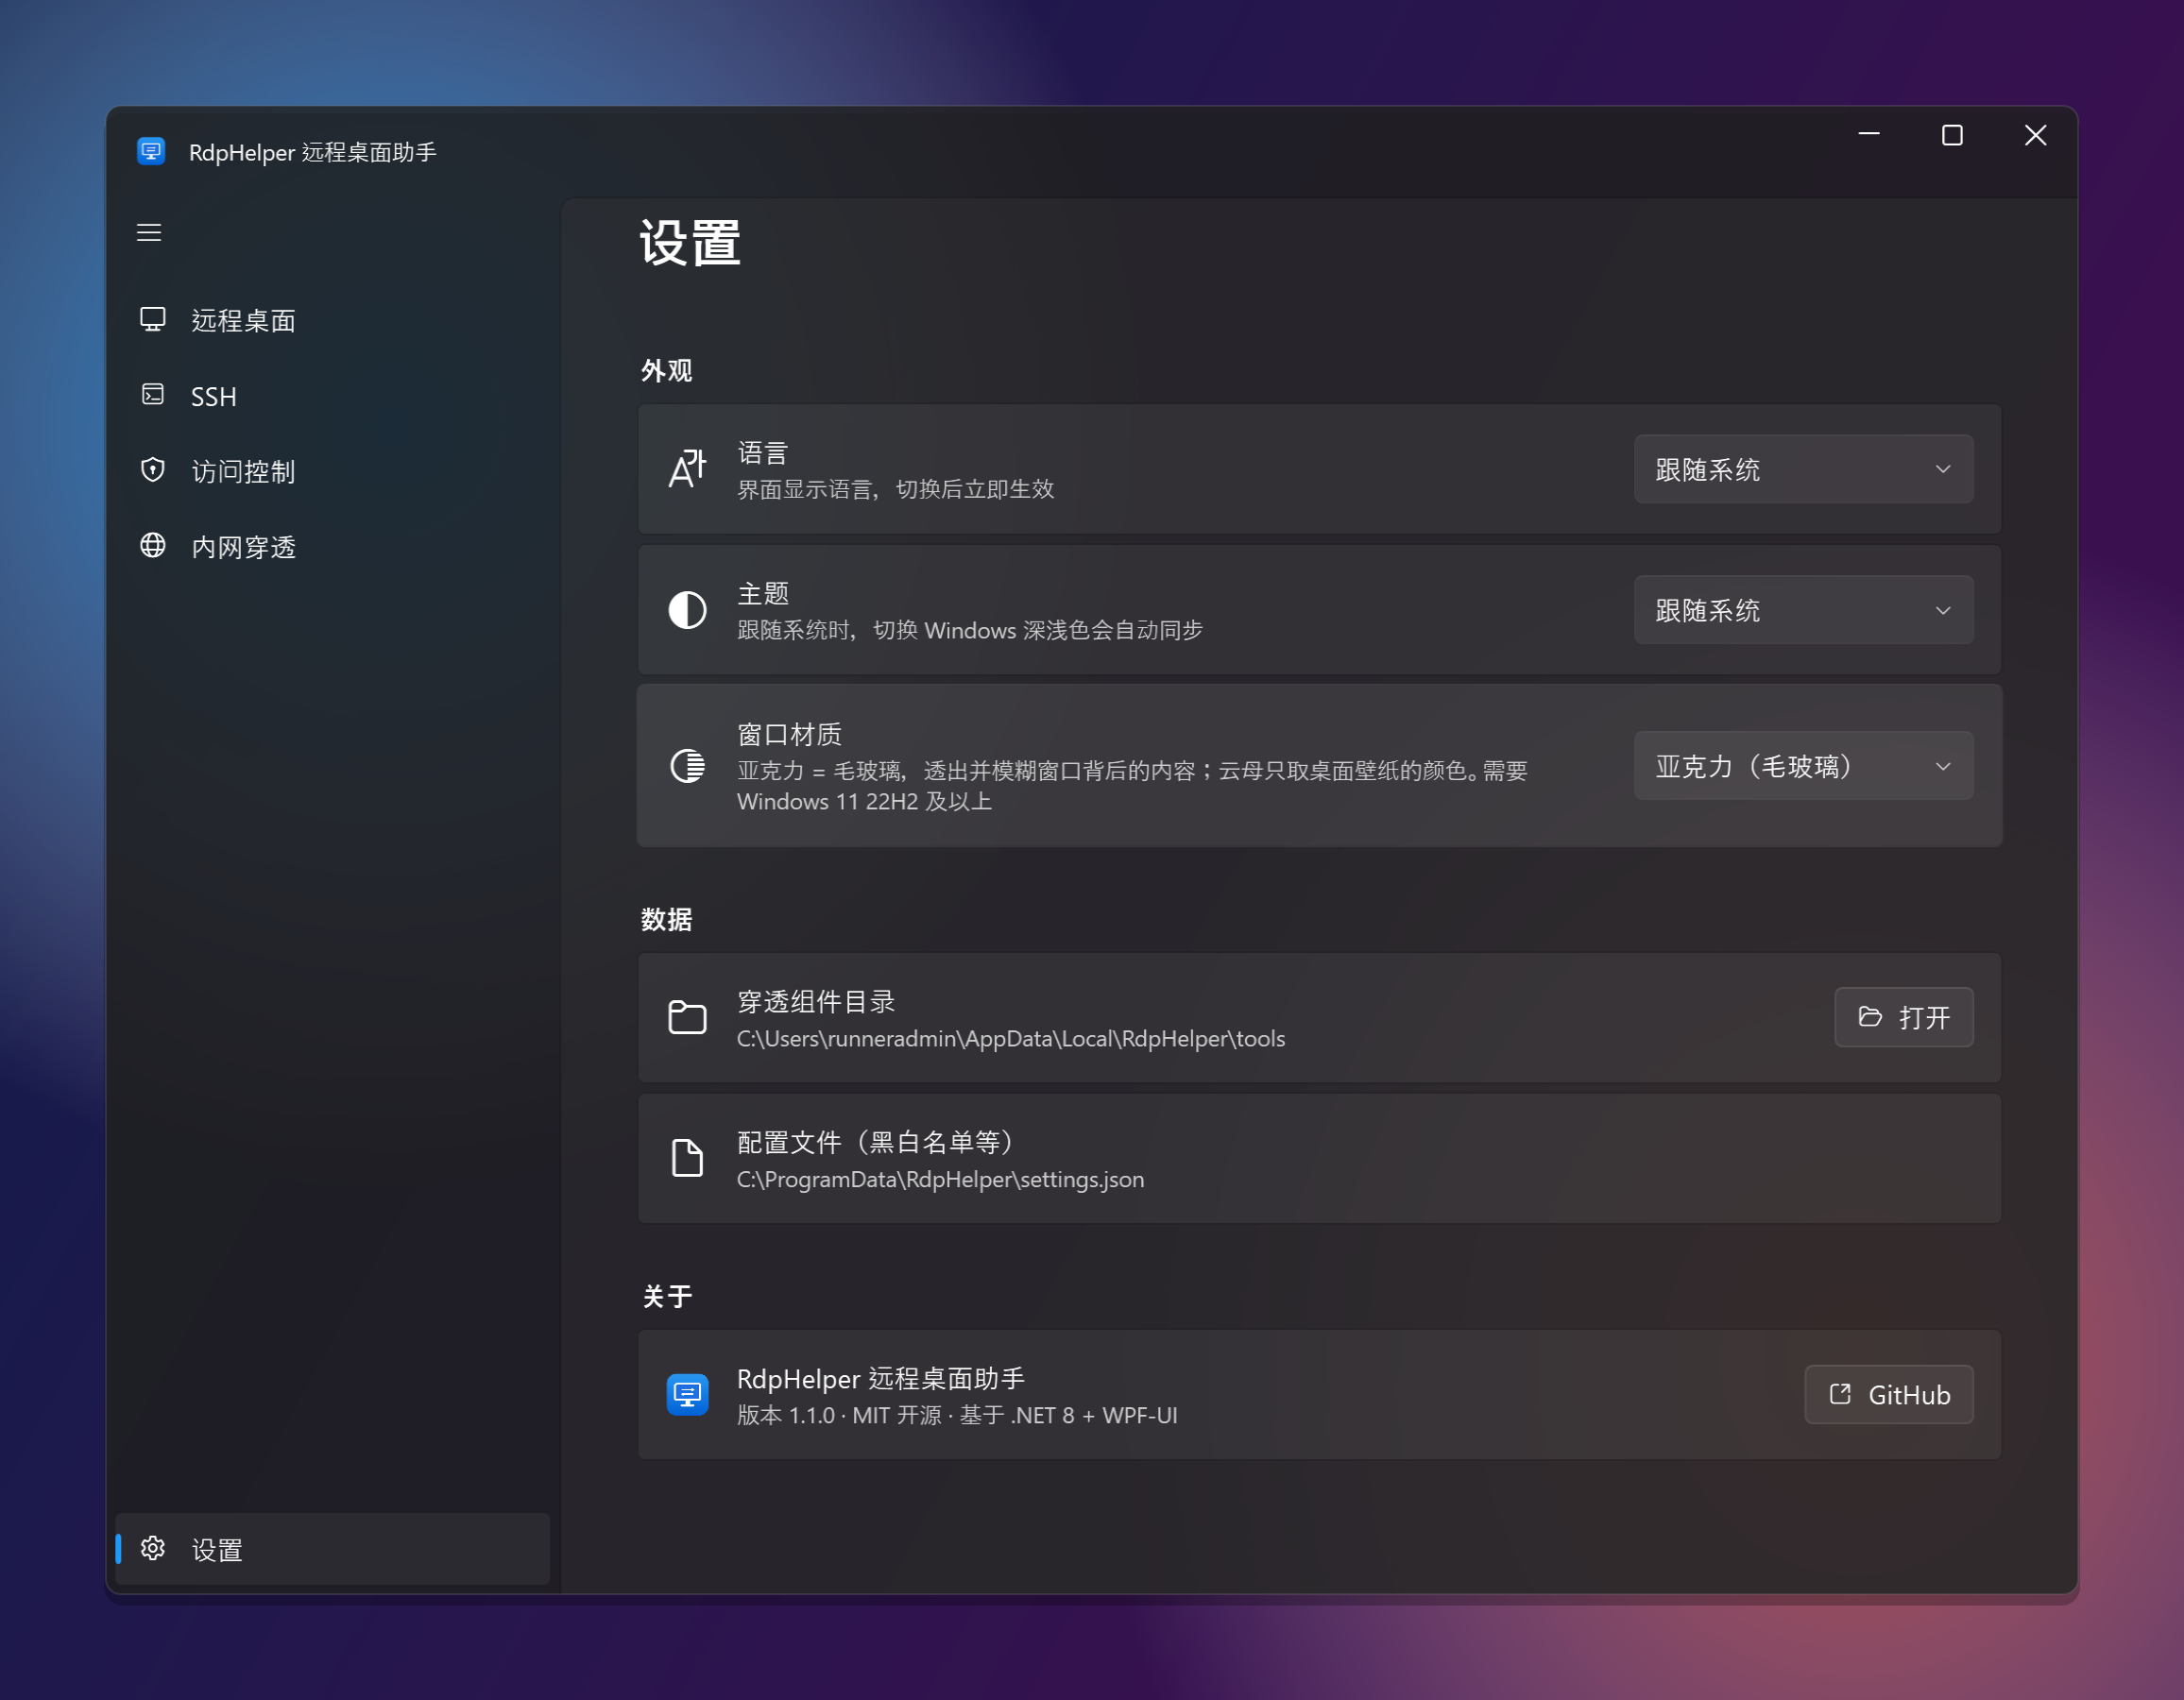 RdpHelper 远程桌面助手
远程桌面
SSH
访问控制
内网穿透
设置
设置
外观
语言
界面显示语言，切换后立即生效
跟随系统
主题
跟随系统时，切换 Windows 深浅色会自动同步
跟随系统
窗口材质
亚克力 = 毛玻璃，透出并模糊窗口背后的内容；云母只取桌面壁纸的颜色。需要
Windows 11 22H2 及以上
亚克力（毛玻璃）
数据
穿透组件目录
C:\Users\runneradmin\AppData\Local\RdpHelper\tools
打开
配置文件（黑白名单等）
C:\ProgramData\RdpHelper\settings.json
关于
RdpHelper 远程桌面助手
版本 1.1.0 · MIT 开源 · 基于 .NET 8 + WPF-UI
GitHub